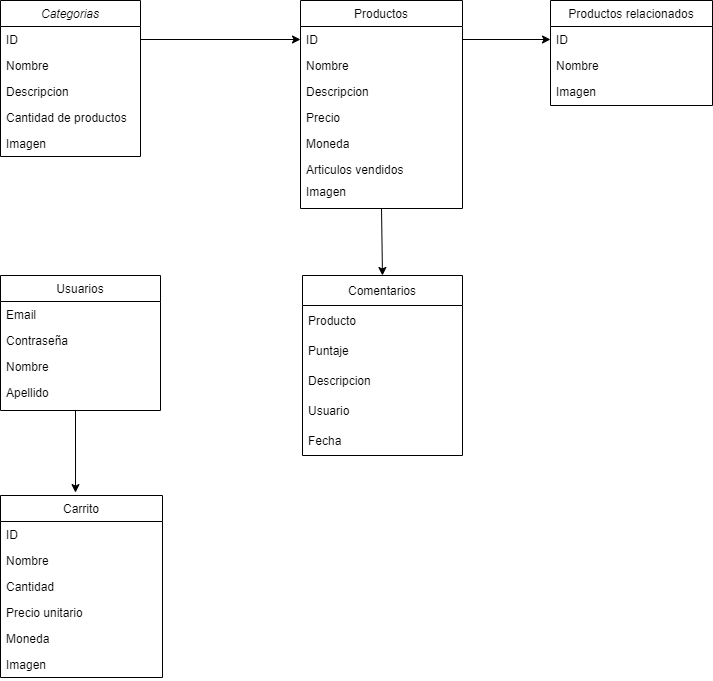 Categorias
ID
Nombre
Descripcion
Cantidad de productos
Imagen
Productos
ID
Nombre
Descripcion
Precio
Moneda
Articulos vendidos
Imagen
Productos relacionados
ID
Nombre
Imagen
Usuarios
Email
Contraseña
Nombre
Apellido
Comentarios
Producto
Puntaje
Descripcion
Usuario
Fecha
Carrito
ID
Nombre
Cantidad
Precio unitario
Moneda
Imagen